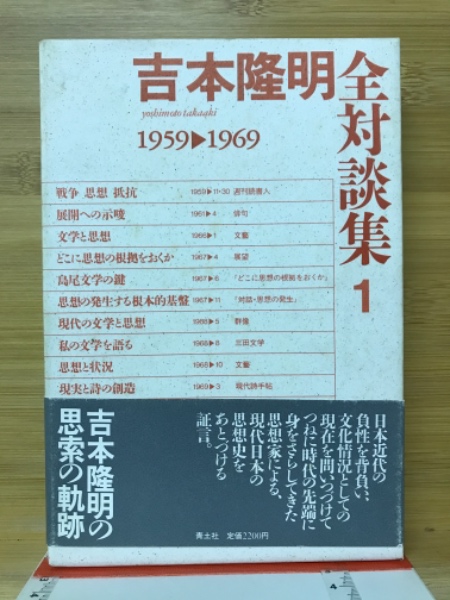 吉本隆明
全対談集1
yoshimoto takaaki
1959▶1969
戦争 思想 抵抗 1959▶11・30 週刊読書人
展開への示唆 1961▶4 俳句
文学と思想 1966▶1 文藝
どこに思想の根拠をおくか 1967▶4 展望
島尾文学の鍵 1967▶6 「どこに思想の根拠をおくか」
思想の発生する根本的基盤 1967▶11 「対話・思想の発生」
現代の文学と思想 1968▶5 群像
私の文学を語る 1968▶8 三田文学
思想と状況 1968▶10 文藝
現実と詩の創造 1969▶3 現代詩手帖
日本近代の
負性を背負い、
文化情況としての
現在を問いつづけて
つねに時代の先端に
身をさらしてきた
思想家による、
現代日本の
思想史を
あとづける
証言。
吉本隆明の
思索の軌跡
青土社 定価2200円